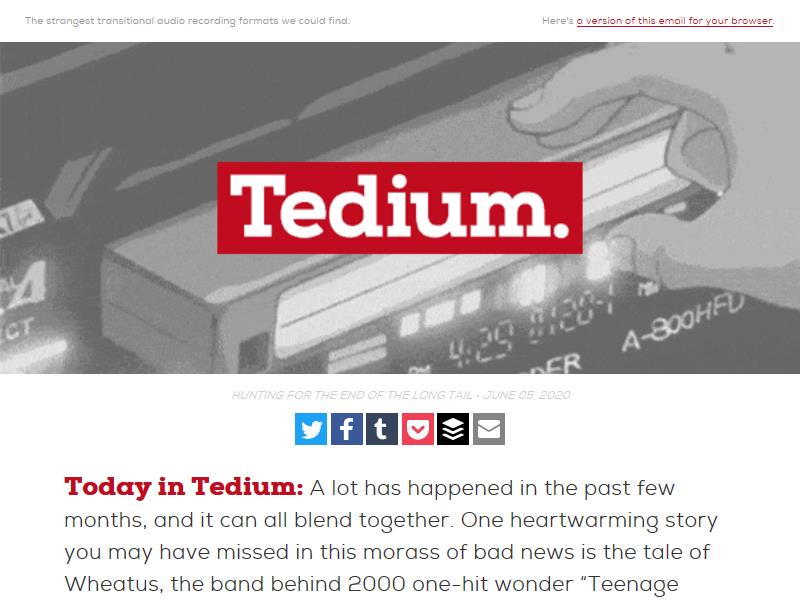 The strangest transitional audio recording formats we could find.
Here's a version of this email for your browser.
Tedium.
4:29
A-800HFD
HUNTING FOR THE END OF THE LONG TAIL • JUNE 05, 2020
Today in Tedium: A lot has happened in the past few
months, and it can all blend together. One heartwarming story
you may have missed in this morass of bad news is the tale of
Wheatus, the band behind 2000 one-hit wonder “Teenage